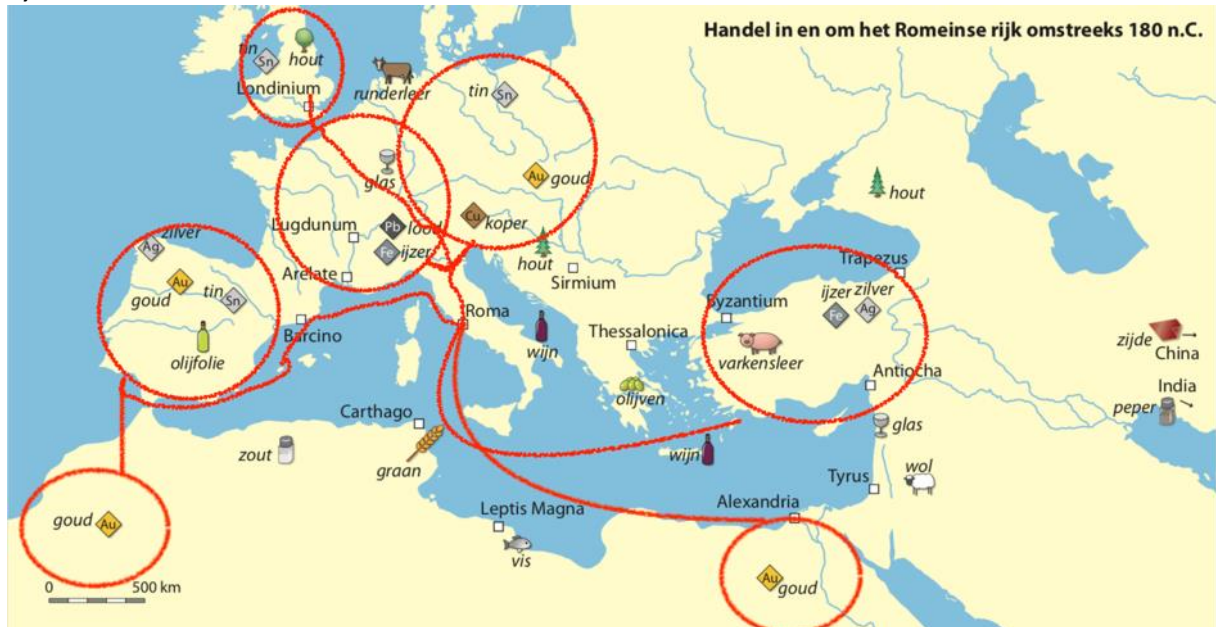 Handel in en om het Romeinse rijk omstreeks 180 n.C.
tin
Sn
hout
Londinium
runderleer
tin
Sn
glas
Au
goud
hout
Lugdunum
Pb
lood
Cu
koper
zilver
Ag
Fe
ijzer
hout
Sirmium
Trapezus
Arelate
Au
goud
tin
Sn
Roma
Byzantium
ijzer
zilver
Fe
Ag
Barcino
olijfolie
wijn
Thessalonica
varkensleer
zijde
China
Antiochia
India
peper
olijven
Carthago
glas
zout
graan
wijn
Tyrus
wol
Leptis Magna
Alexandria
goud
Au
vis
Au
goud
0
500 km